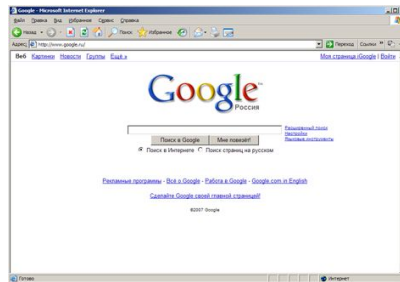 Google - Microsoft Internet Explorer
Файл Правка Вид Избранное Сервис Справка
Назад Поиск Избранное
Адрес: http://www.google.ru/ Переход Ссылки
Веб Картинки Новости Группы Ещё » Моя страница iGoogle | Войти
Google
Россия
Расширенный поиск
Настройки
Языковые инструменты
Поиск в Google Мне повезёт!
Поиск в Интернете Поиск страниц на русском
Рекламные программы - Всё о Google - Работа в Google - Google.com in English
Сделайте Google своей главной страницей!
©2007 Google
Готово Интернет